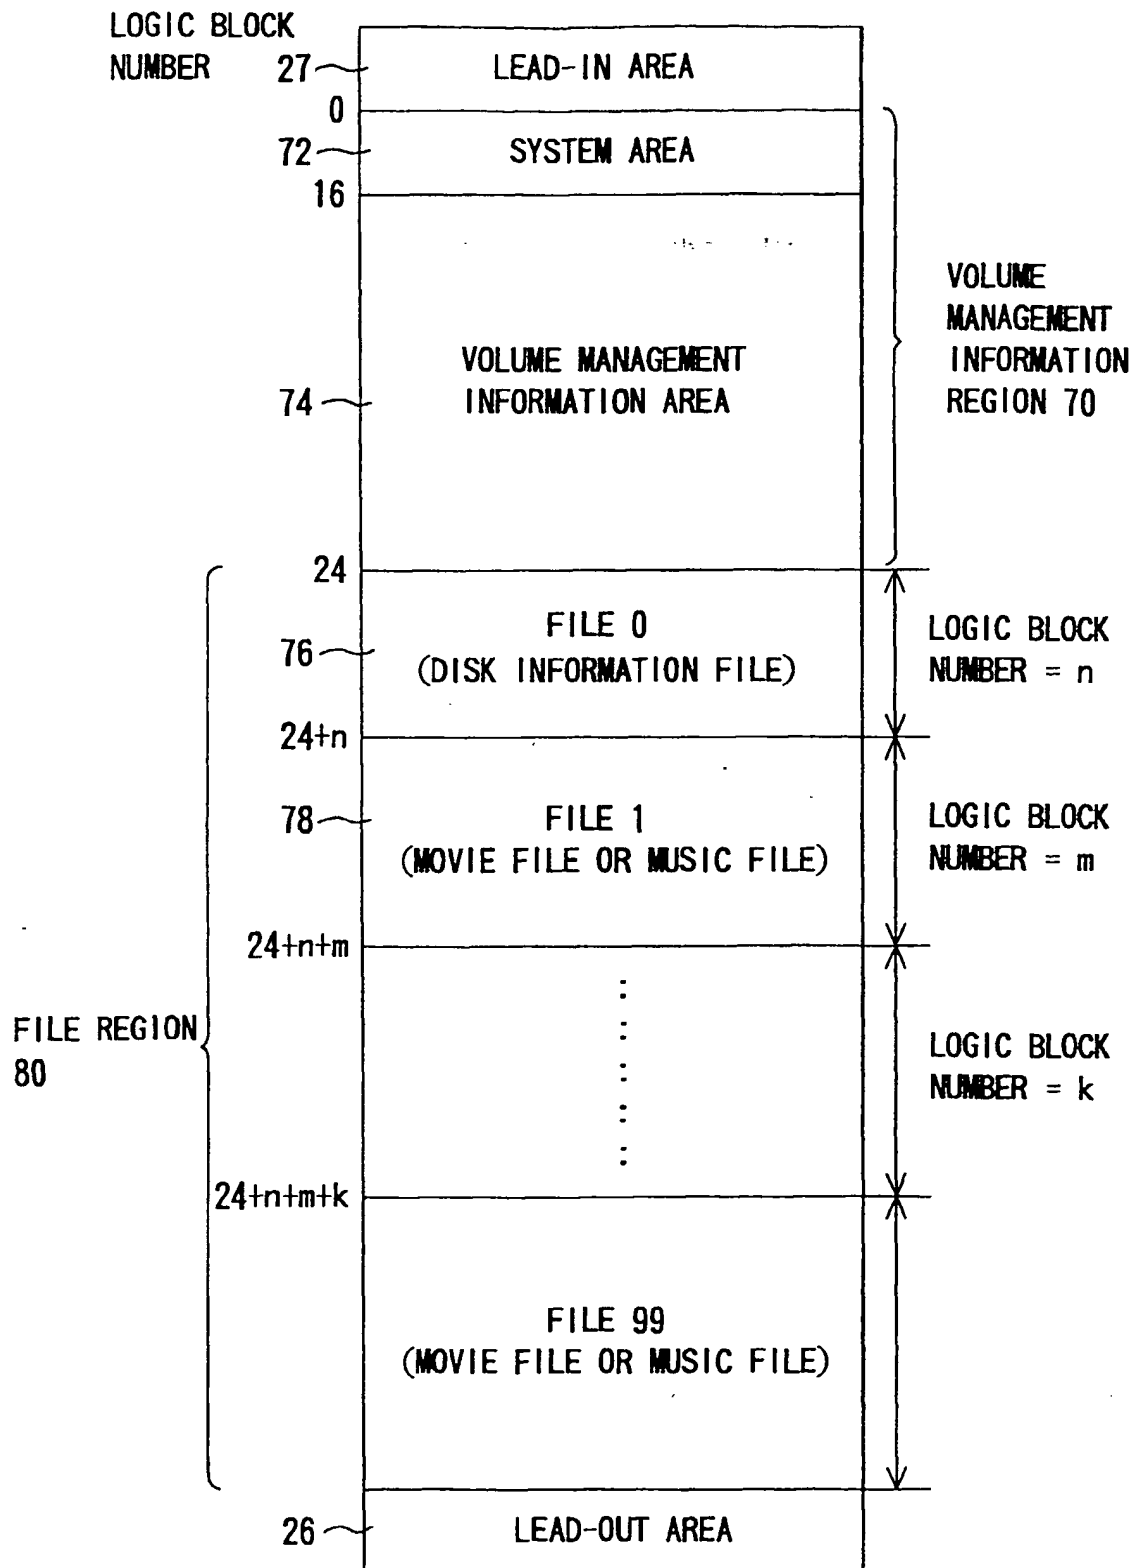 LOGIC BLOCK
NUMBER
27
LEAD-IN AREA
0
72
SYSTEM AREA
16
VOLUME MANAGEMENT
INFORMATION AREA
74
VOLUME
MANAGEMENT
INFORMATION
REGION 70
24
FILE 0
(DISK INFORMATION FILE)
76
LOGIC BLOCK
NUMBER = n
24+n
78
FILE 1
(MOVIE FILE OR MUSIC FILE)
LOGIC BLOCK
NUMBER = m
24+n+m
FILE REGION
80
LOGIC BLOCK
NUMBER = k
24+n+m+k
FILE 99
(MOVIE FILE OR MUSIC FILE)
26
LEAD-OUT AREA